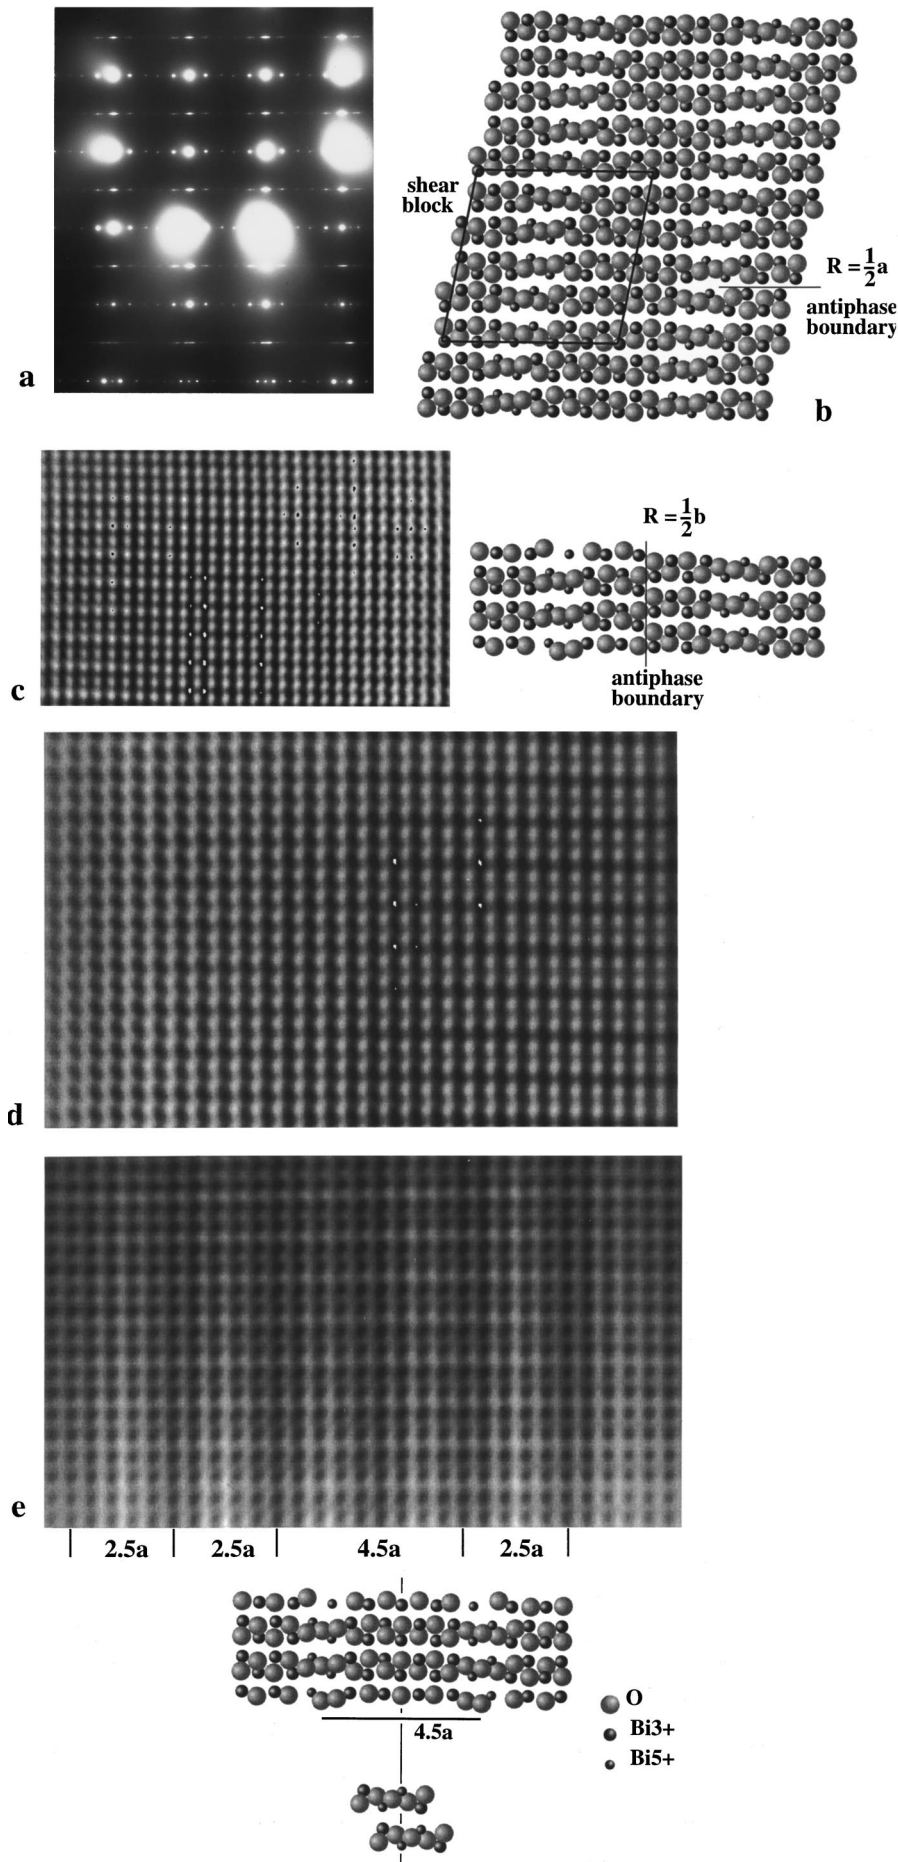 a
shear
block
R = 1/2 a
antiphase
boundary
b
c
R = 1/2 b
antiphase
boundary
d
e
2.5a
2.5a
4.5a
2.5a
4.5a
O
Bi3+
Bi5+